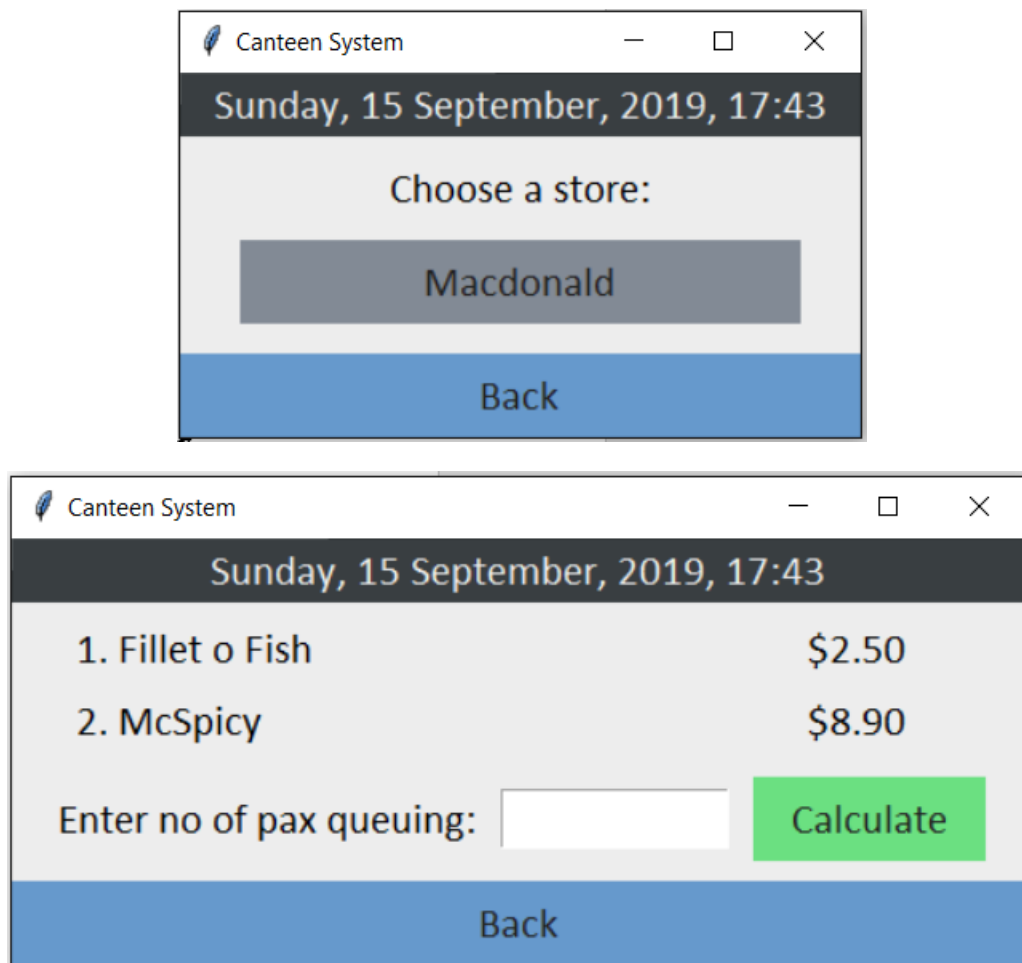 Canteen System
Sunday, 15 September, 2019, 17:43
Choose a store:
Macdonald
Back
Canteen System
Sunday, 15 September, 2019, 17:43
1. Fillet o Fish $2.50
2. McSpicy $8.90
Enter no of pax queuing: Calculate
Back